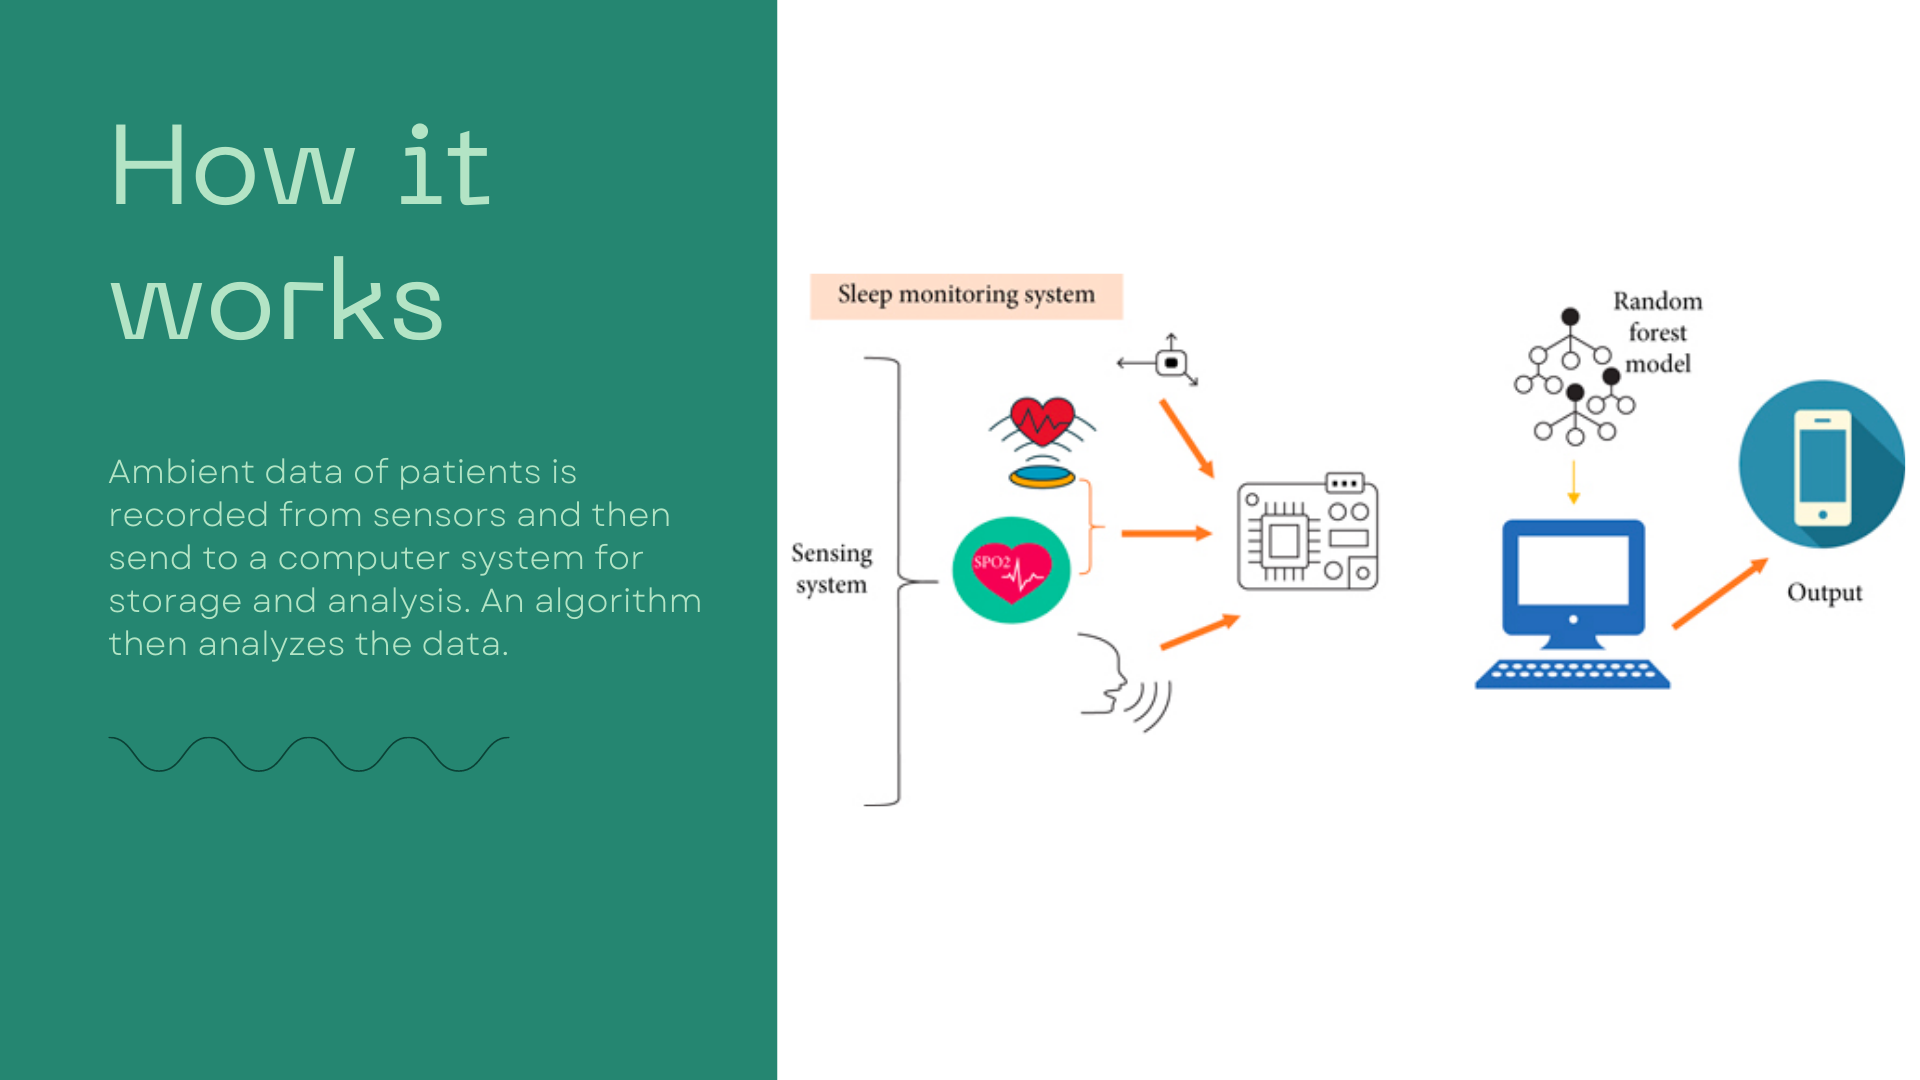 How it
works
Ambient data of patients is
recorded from sensors and then
send to a computer system for
storage and analysis. An algorithm
then analyzes the data.
Sleep monitoring system
Sensing
system
SPO2
Random
forest
model
Output